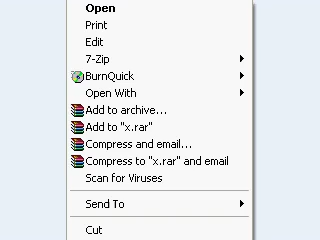 Open
Print
Edit
7-Zip
BurnQuick
Open With
Add to archive...
Add to "x.rar"
Compress and email...
Compress to "x.rar" and email
Scan for Viruses
Send To
Cut